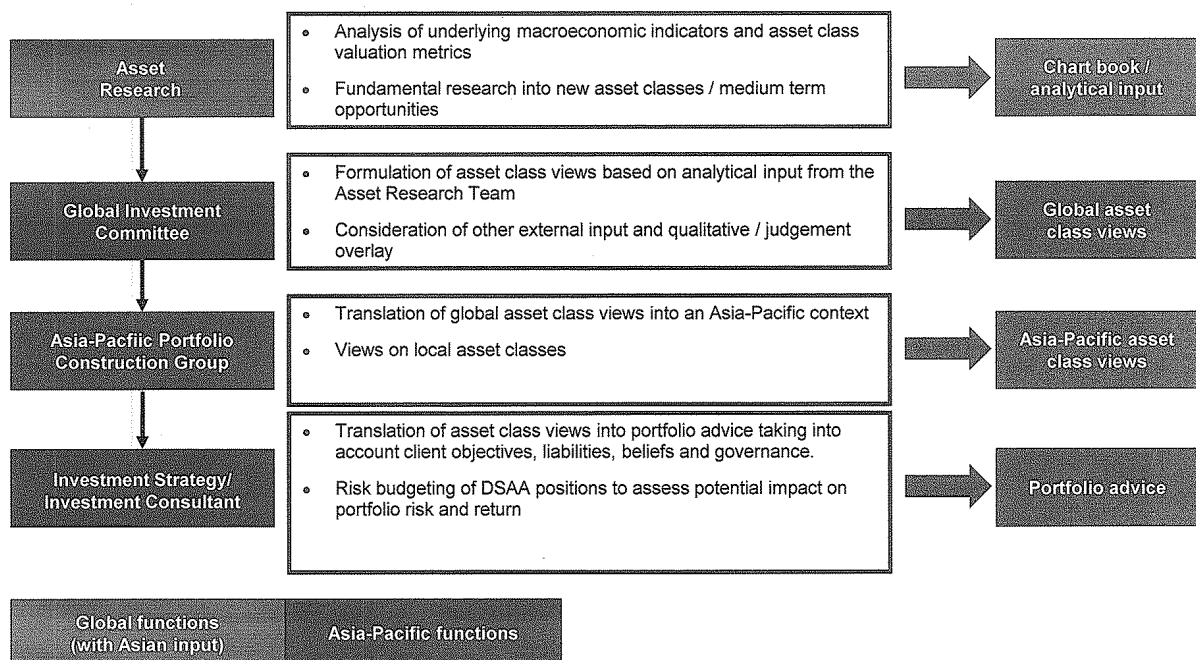 Asset
Research
• Analysis of underlying macroeconomic indicators and asset class
valuation metrics
• Fundamental research into new asset classes / medium term
opportunities
Chart book /
analytical input
Global Investment
Committee
• Formulation of asset class views based on analytical input from the
Asset Research Team
• Consideration of other external input and qualitative / judgement
overlay
Global asset
class views
Asia-Pacfiic Portfolio
Construction Group
• Translation of global asset class views into an Asia-Pacific context
• Views on local asset classes
Asia-Pacific asset
class views
Investment Strategy/
Investment Consultant
• Translation of asset class views into portfolio advice taking into
account client objectives, liabilities, beliefs and governance.
• Risk budgeting of DSAA positions to assess potential impact on
portfolio risk and return
Portfolio advice
Global functions
(with Asian input)
Asia-Pacific functions